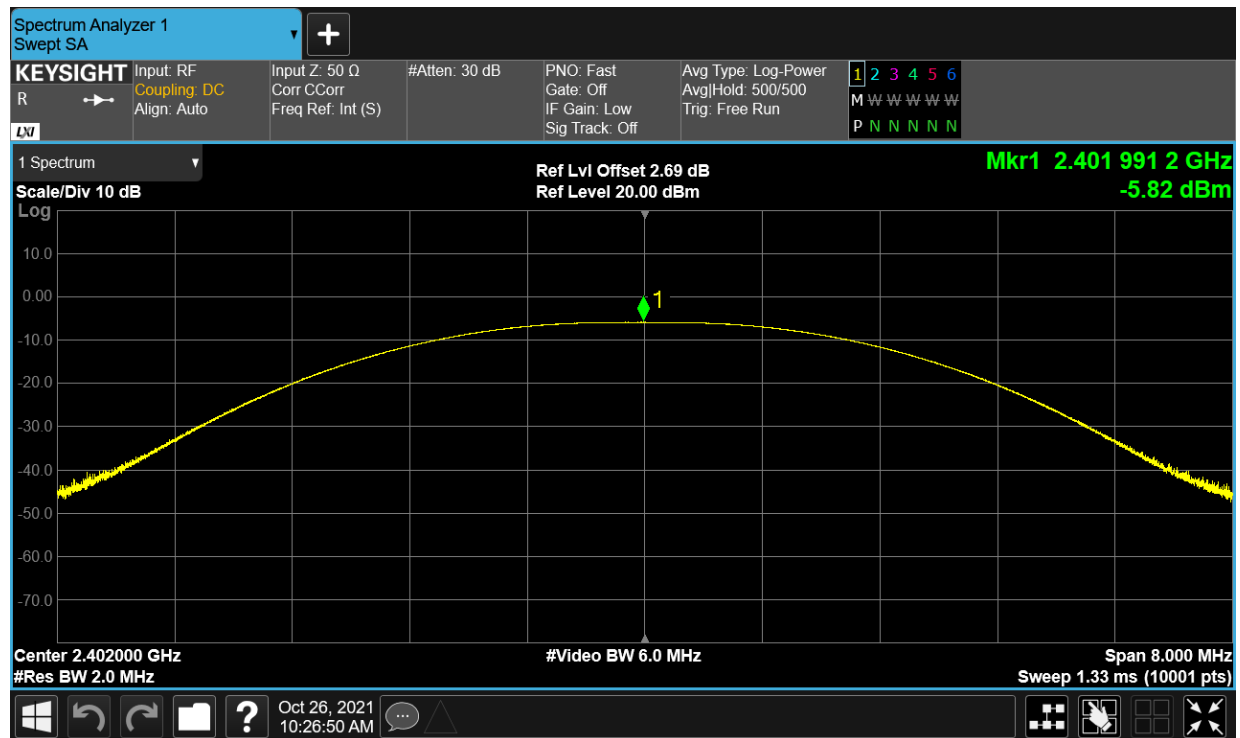 Spectrum Analyzer 1
Swept SA
▼
+
KEYSIGHT
R
LXI
Input: RF
Coupling: DC
Align: Auto
Input Z: 50 Ω
Corr CCorr
Freq Ref: Int (S)
#Atten: 30 dB
PNO: Fast
Gate: Off
IF Gain: Low
Sig Track: Off
Avg Type: Log-Power
Avg|Hold: 500/500
Trig: Free Run
1 2 3 4 5 6
M W W W W W
P N N N N N
1 Spectrum
▼
Scale/Div 10 dB
Ref Lvl Offset 2.69 dB
Ref Level 20.00 dBm
Mkr1 2.401 991 2 GHz
-5.82 dBm
Log
10.0
0.00
-10.0
-20.0
-30.0
-40.0
-50.0
-60.0
-70.0
1
Center 2.402000 GHz
#Video BW 6.0 MHz
Span 8.000 MHz
#Res BW 2.0 MHz
Sweep 1.33 ms (10001 pts)
?
Oct 26, 2021
10:26:50 AM